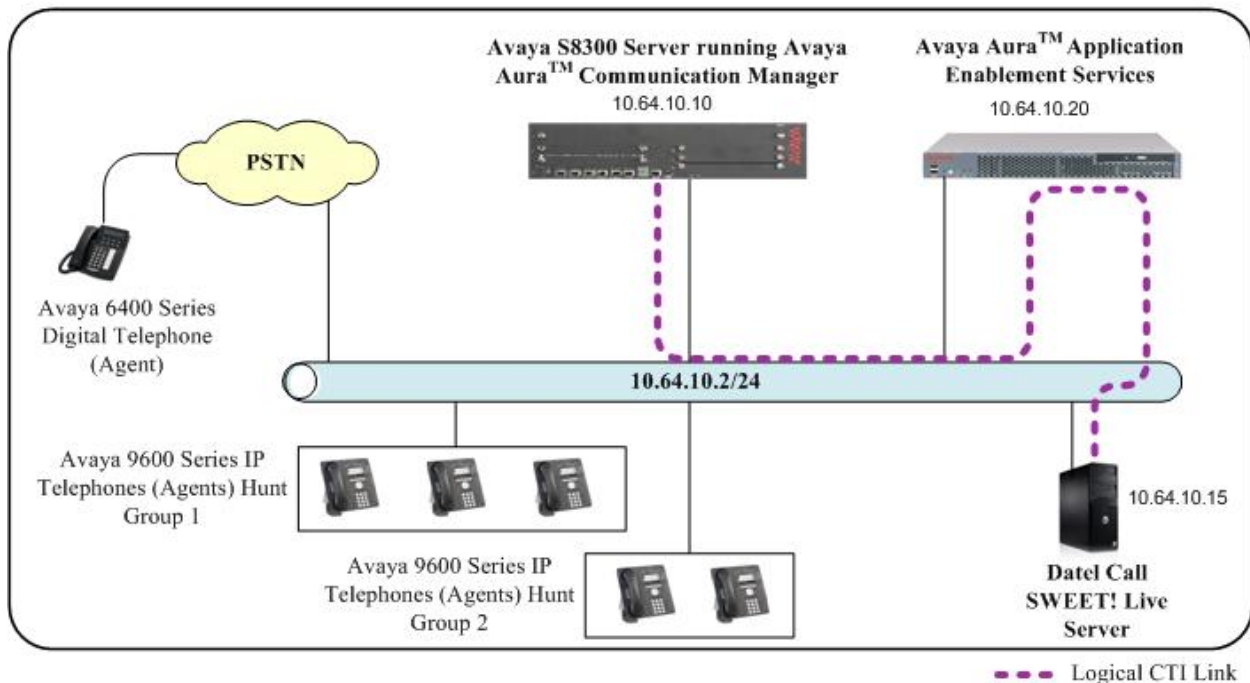 Avaya S8300 Server running Avaya
Aura™ Communication Manager
10.64.10.10
Avaya Aura™ Application
Enablement Services
10.64.10.20
PSTN
Avaya 6400 Series
Digital Telephone
(Agent)
10.64.10.2/24
Avaya 9600 Series IP
Telephones (Agents) Hunt
Group 1
10.64.10.15
Avaya 9600 Series IP
Telephones (Agents) Hunt
Group 2
Datel Call
SWEET! Live
Server
Logical CTI Link